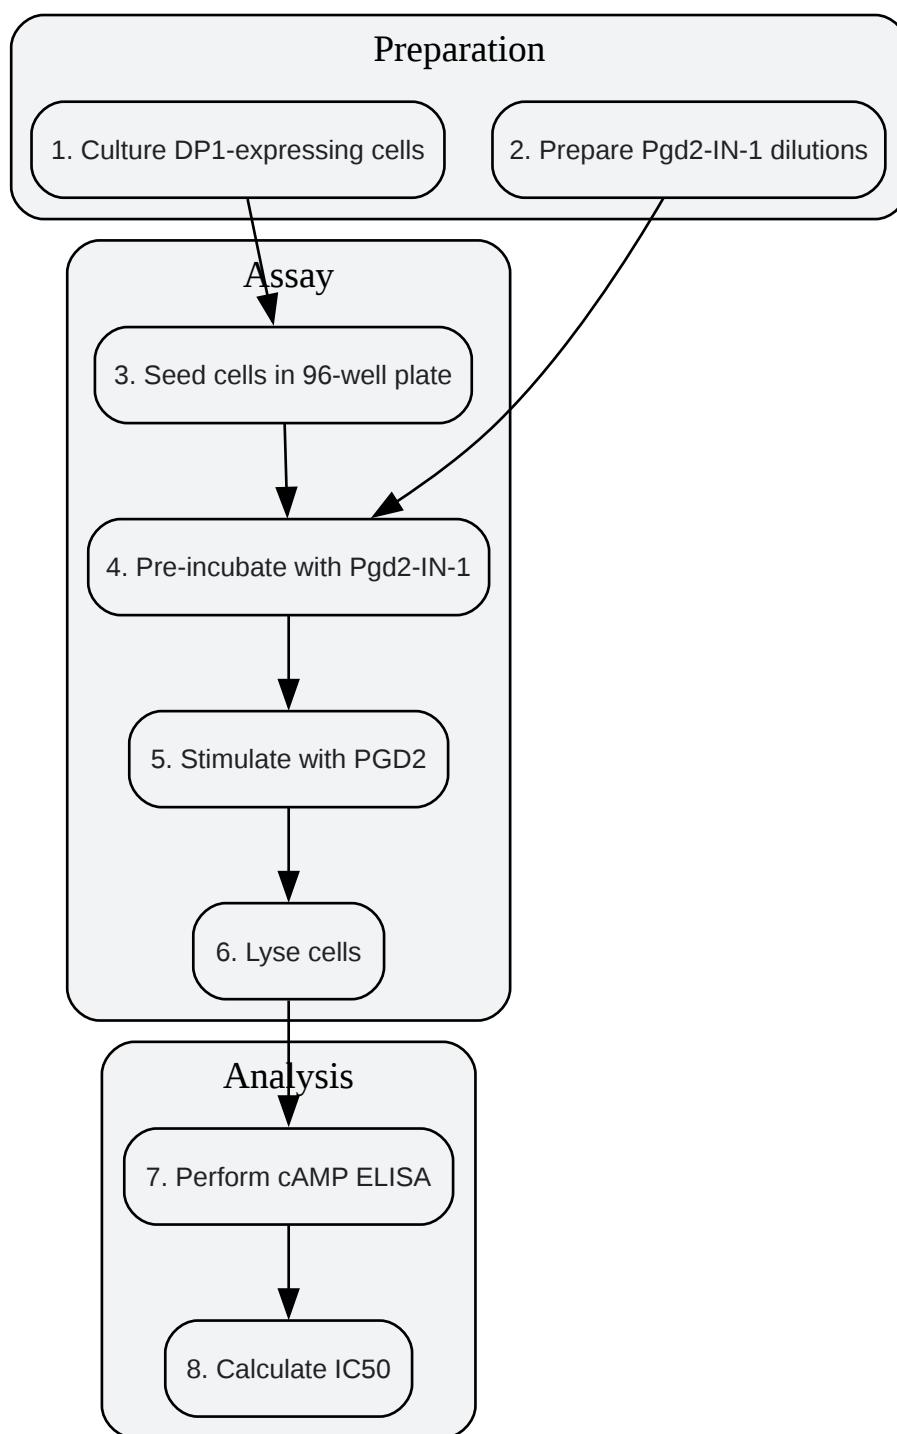 Preparation
1. Culture DP1-expressing cells
2. Prepare Pgd2-IN-1 dilutions
Assay
3. Seed cells in 96-well plate
4. Pre-incubate with Pgd2-IN-1
5. Stimulate with PGD2
6. Lyse cells
Analysis
7. Perform cAMP ELISA
8. Calculate IC50